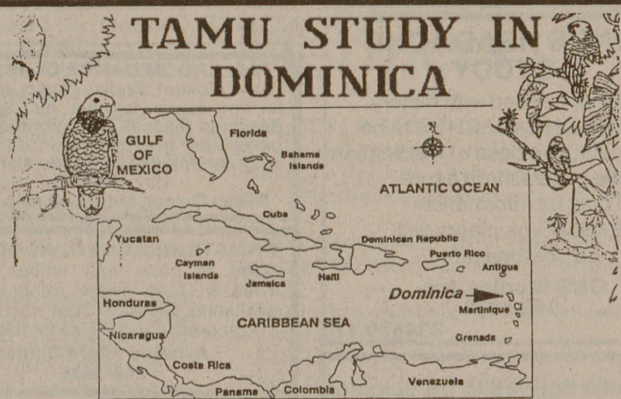 TAMU STUDY IN
DOMINICA
Florida
GULF
OF
MEXICO
Bahama
Islands
ATLANTIC OCEAN
Cuba
Yucatan
Dominican Republic
Puerto Rico
Cayman
Islands
Antigua
Jamaica
Haiti
Dominica
Martinique
Honduras
CARIBBEAN SEA
Nicaragua
Grenada
Costa Rica
Venezuela
Panama
Colombia